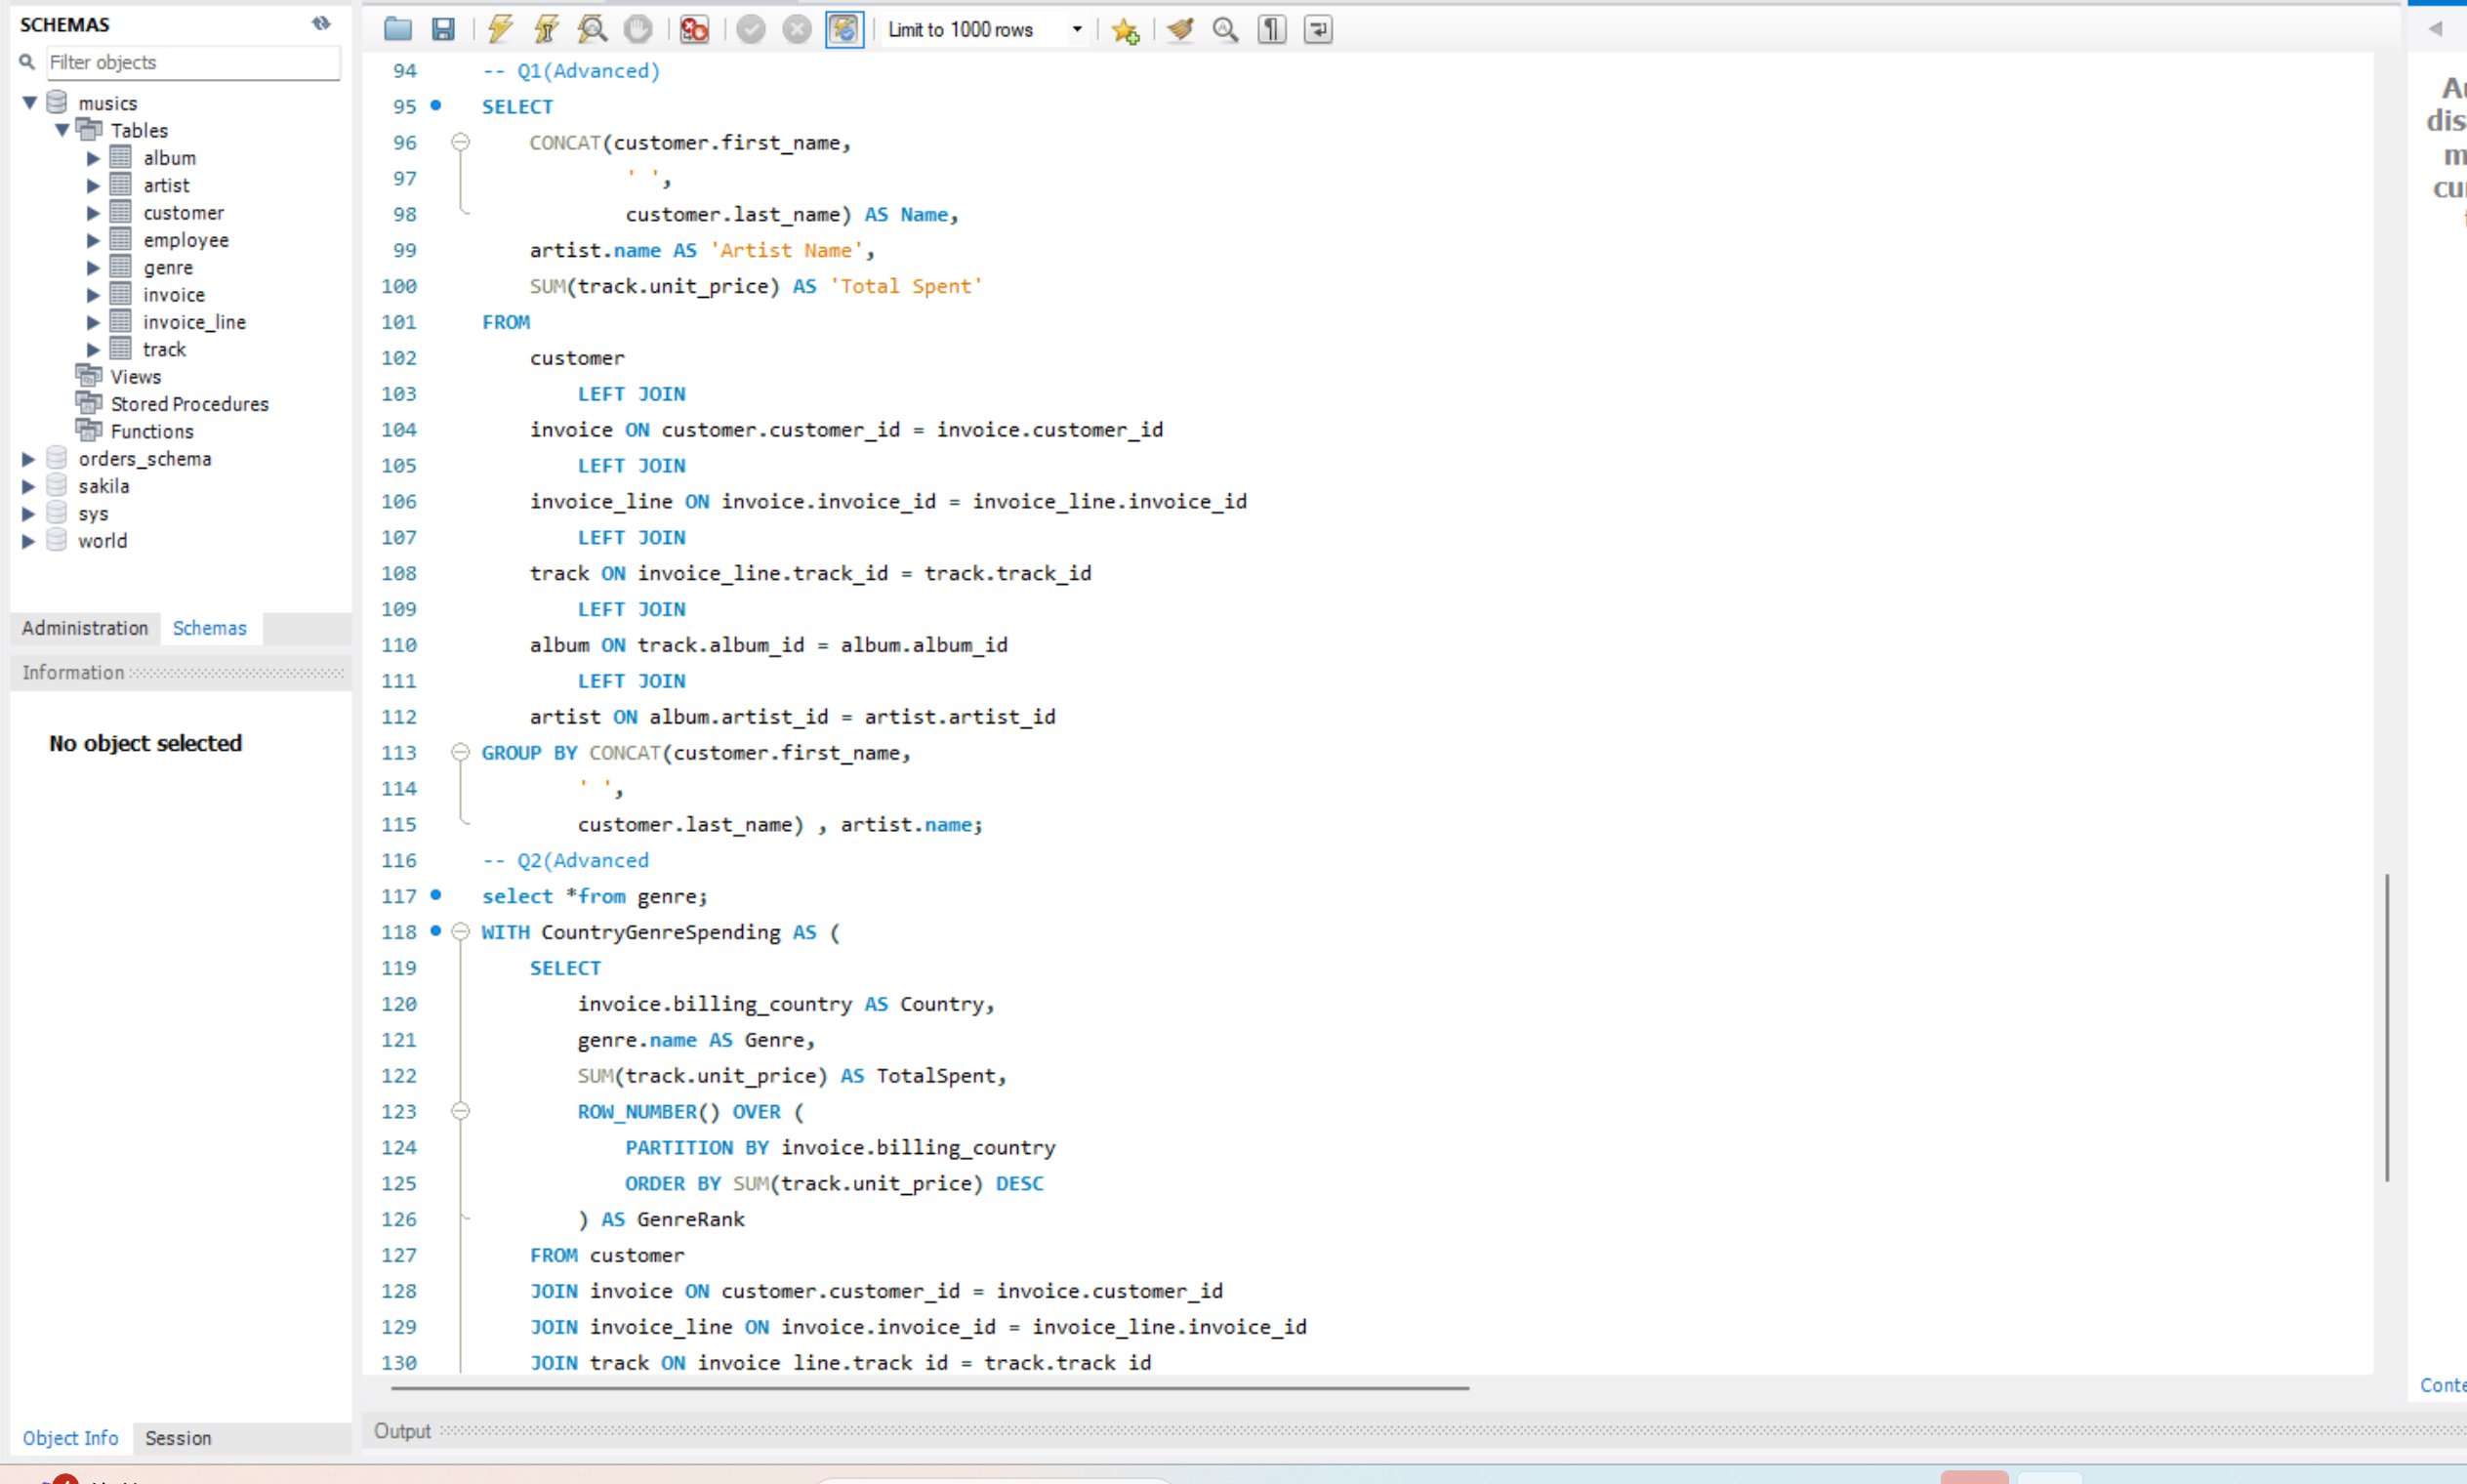 SCHEMAS
Filter objects
musics
Tables
album
artist
customer
employee
genre
invoice
invoice_line
track
Views
Stored Procedures
Functions
orders_schema
sakila
sys
world
Administration Schemas
Information
No object selected
Object Info Session
Limit to 1000 rows
94 -- Q1(Advanced)
95 SELECT
96 CONCAT(customer.first_name,
97 ' ',
98 customer.last_name) AS Name,
99 artist.name AS 'Artist Name',
100 SUM(track.unit_price) AS 'Total Spent'
101 FROM
102 customer
103 LEFT JOIN
104 invoice ON customer.customer_id = invoice.customer_id
105 LEFT JOIN
106 invoice_line ON invoice.invoice_id = invoice_line.invoice_id
107 LEFT JOIN
108 track ON invoice_line.track_id = track.track_id
109 LEFT JOIN
110 album ON track.album_id = album.album_id
111 LEFT JOIN
112 artist ON album.artist_id = artist.artist_id
113 GROUP BY CONCAT(customer.first_name,
114 ' ',
115 customer.last_name) , artist.name;
116 -- Q2(Advanced
117 select *from genre;
118 WITH CountryGenreSpending AS (
119 SELECT
120 invoice.billing_country AS Country,
121 genre.name AS Genre,
122 SUM(track.unit_price) AS TotalSpent,
123 ROW_NUMBER() OVER (
124 PARTITION BY invoice.billing_country
125 ORDER BY SUM(track.unit_price) DESC
126 ) AS GenreRank
127 FROM customer
128 JOIN invoice ON customer.customer_id = invoice.customer_id
129 JOIN invoice_line ON invoice.invoice_id = invoice_line.invoice_id
130 JOIN track ON invoice_line.track_id = track.track_id
Output